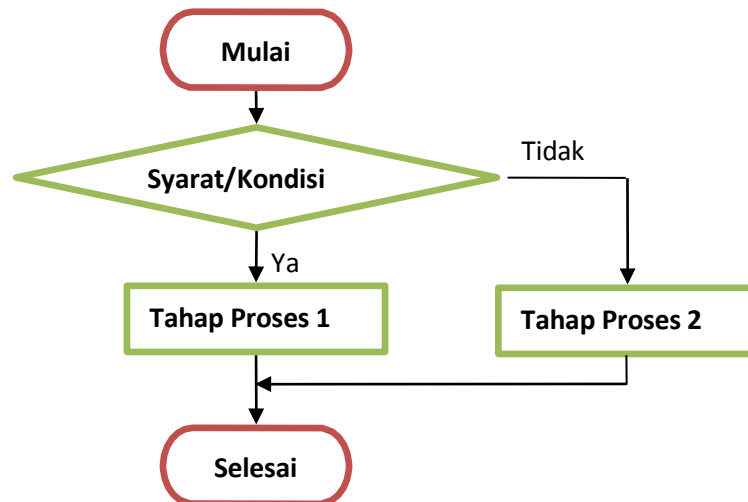 Mulai
Syarat/Kondisi
Tidak
Ya
Tahap Proses 1
Tahap Proses 2
Selesai